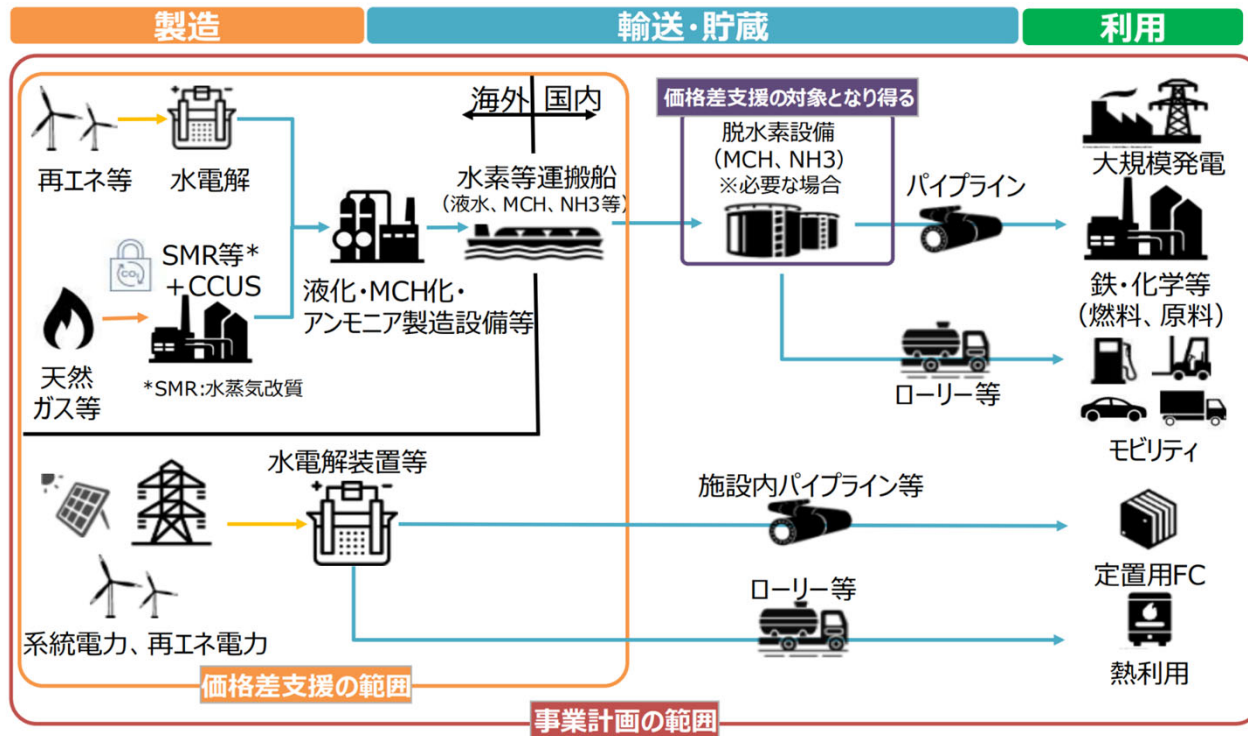 製造
輸送・貯蔵
利用
海外
国内
価格差支援の対象となり得る
脱水素設備
（MCH、NH3）
※必要な場合
再エネ等
水電解
水素等運搬船
（液水、MCH、NH3等）
パイプライン
大規模発電
CO₂
SMR等*
+CCUS
液化・MCH化・
アンモニア製造設備等
鉄・化学等
（燃料、原料）
天然
ガス等
*SMR:水蒸気改質
ローリー等
モビリティ
水電解装置等
施設内パイプライン等
定置用FC
系統電力、再エネ電力
ローリー等
熱利用
価格差支援の範囲
事業計画の範囲